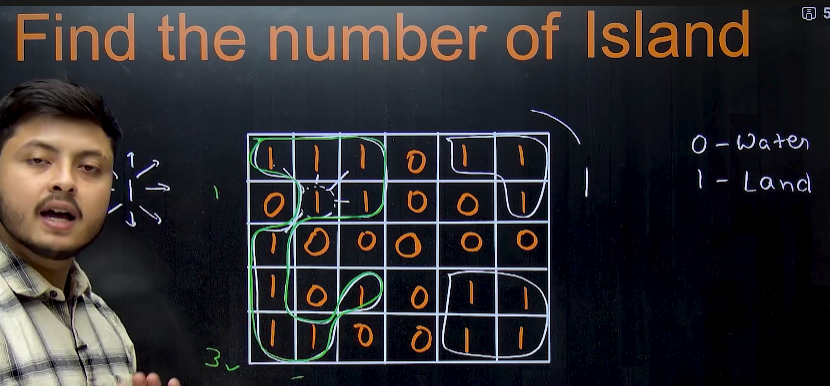 Find the number of Island
5
0 - Water
1 - Land
1 1 1 0 1 1
0 1 1 0 0 1
1 0 0 0 0 0
1 0 1 0 1 1
1 1 0 0 1 1
1
1
3